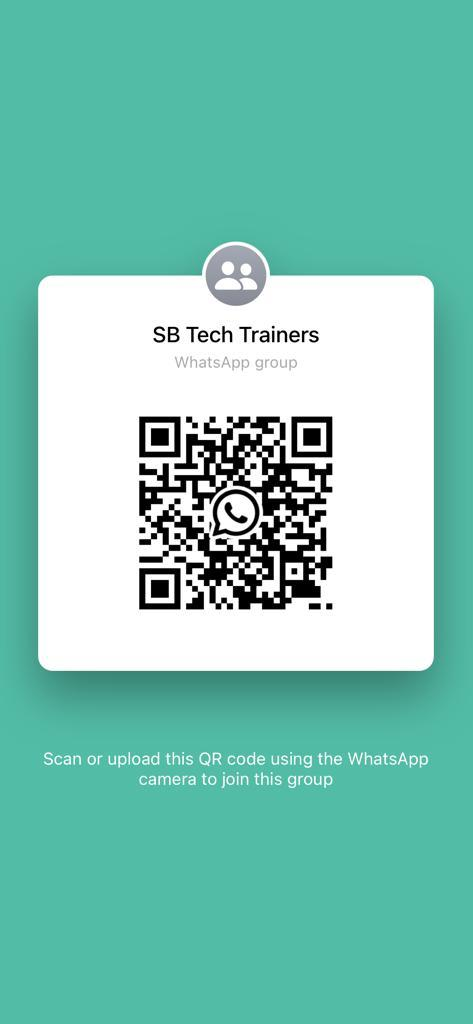 SB Tech Trainers
WhatsApp group
Scan or upload this QR code using the WhatsApp
camera to join this group